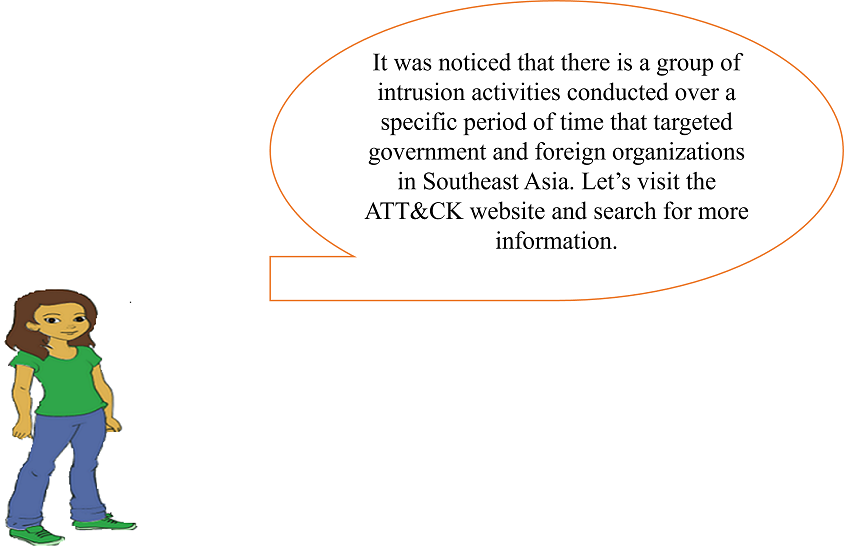 It was noticed that there is a group of
intrusion activities conducted over a
specific period of time that targeted
government and foreign organizations
in Southeast Asia. Let’s visit the
ATT&CK website and search for more
information.